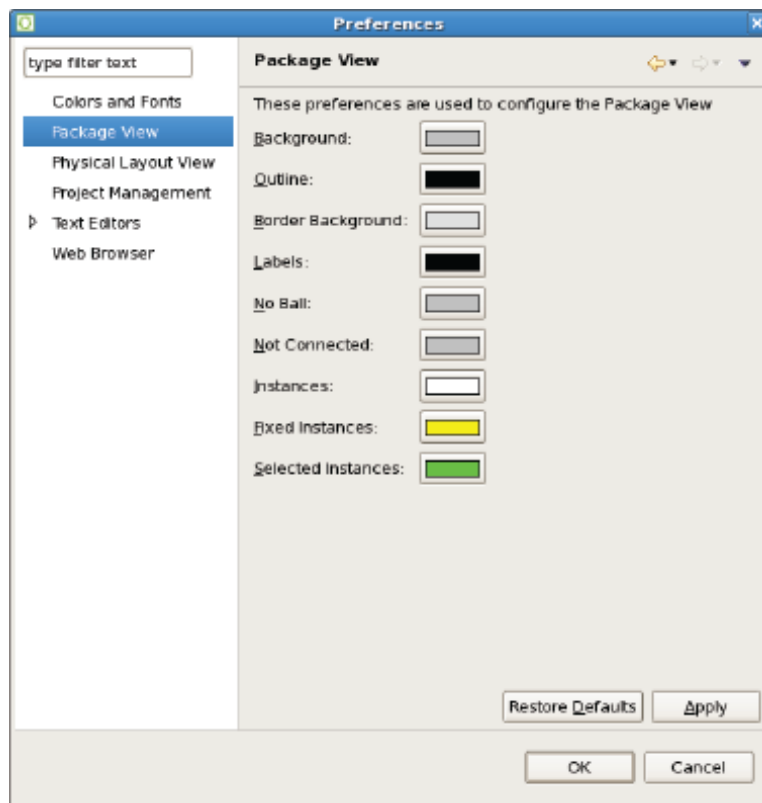 Preferences
type filter text
Package View
Colors and Fonts
Package View
Physical Layout View
Project Management
Text Editors
Web Browser
These preferences are used to configure the Package View
Background:
Outline:
Border Background:
Labels:
No Ball:
Not Connected:
Instances:
Fixed Instances:
Selected Instances:
Restore Defaults
Apply
OK
Cancel